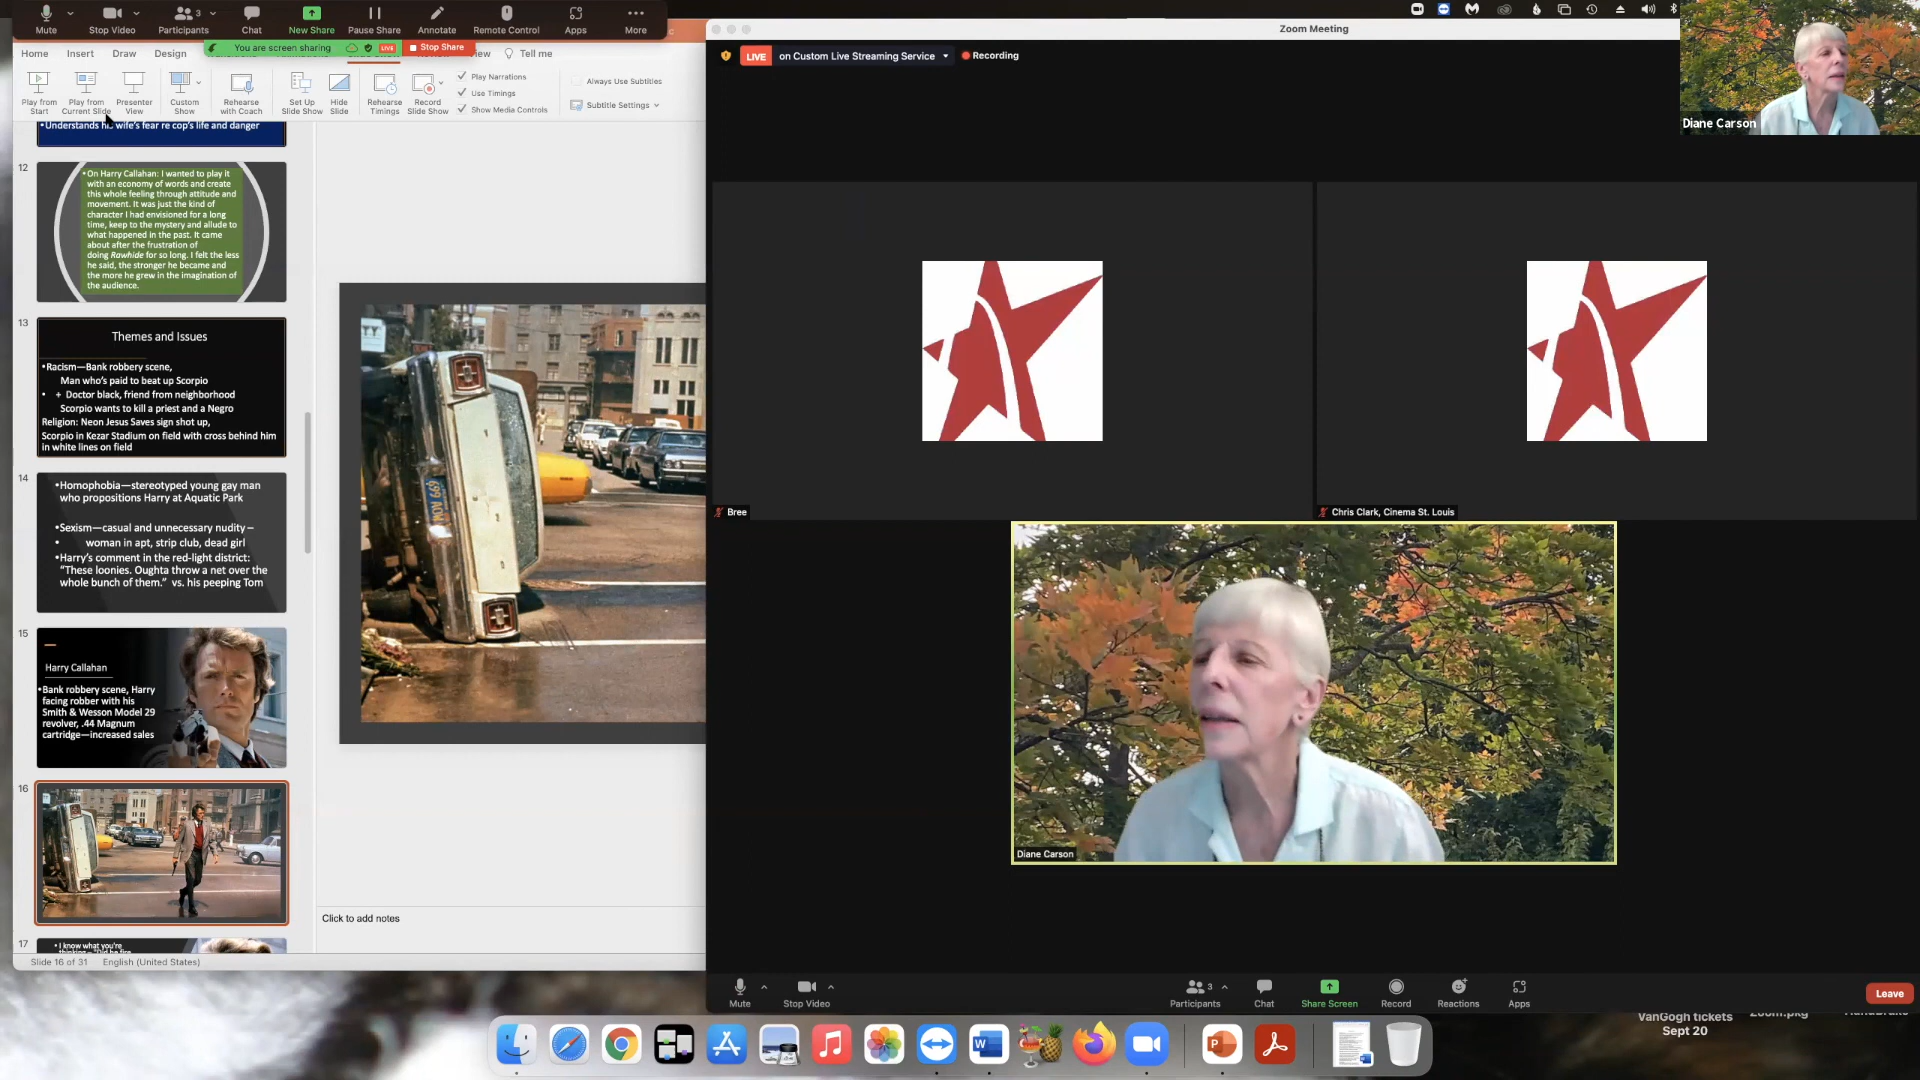 Mute
Stop Video
3
Participants
Chat
New Share
Pause Share
Annotate
Remote Control
Apps
More
You are screen sharing
LIVE
Stop Share
Home
Insert
Draw
Design
Tell me
Play from
Start
Play from
Current Slide
Presenter
View
Custom
Show
Rehearse
with Coach
Set Up
Slide Show
Hide
Slide
Rehearse
Timings
Record
Slide Show
Play Narrations
Use Timings
Show Media Controls
Always Use Subtitles
Subtitle Settings
wife's fear re cop's life and danger
12
•On Harry Callahan: I wanted to play it
with an economy of words and create
this whole feeling through attitude and
movement. It was just the kind of
character I had envisioned for a long
time, keep to the mystery and allude to
what happened in the past. It came
about after the frustration of
doing Rawhide for so long. I felt the less
he said, the stronger he became and
the more he grew in the imagination of
the audience.
13
Themes and Issues
•Racism—Bank robbery scene,
Man who's paid to beat up Scorpio
• + Doctor black, friend from neighborhood
Scorpio wants to kill a priest and a Negro
Religion: Neon Jesus Saves sign shot up,
Scorpio in Kezar Stadium on field with cross behind him
in white lines on field
14
•Homophobia—stereotyped young gay man
who propositions Harry at Aquatic Park
•Sexism—casual and unnecessary nudity –
• woman in apt, strip club, dead girl
•Harry's comment in the red-light district:
"These loonies. Oughta throw a net over the
whole bunch of them." vs. his peeping Tom
15
Harry Callahan
•Bank robbery scene, Harry
facing robber with his
Smith & Wesson Model 29
revolver, .44 Magnum
cartridge—increased sales
16
17
• I know what you're
Slide 16 of 31
English (United States)
Click to add notes
Zoom Meeting
LIVE
on Custom Live Streaming Service
Recording
Diane Carson
Bree
Chris Clark, Cinema St. Louis
Diane Carson
Mute
Stop Video
3
Participants
Chat
Share Screen
Record
Reactions
Apps
Leave
VanGogh tickets
Sept 20
Zoom.pkg